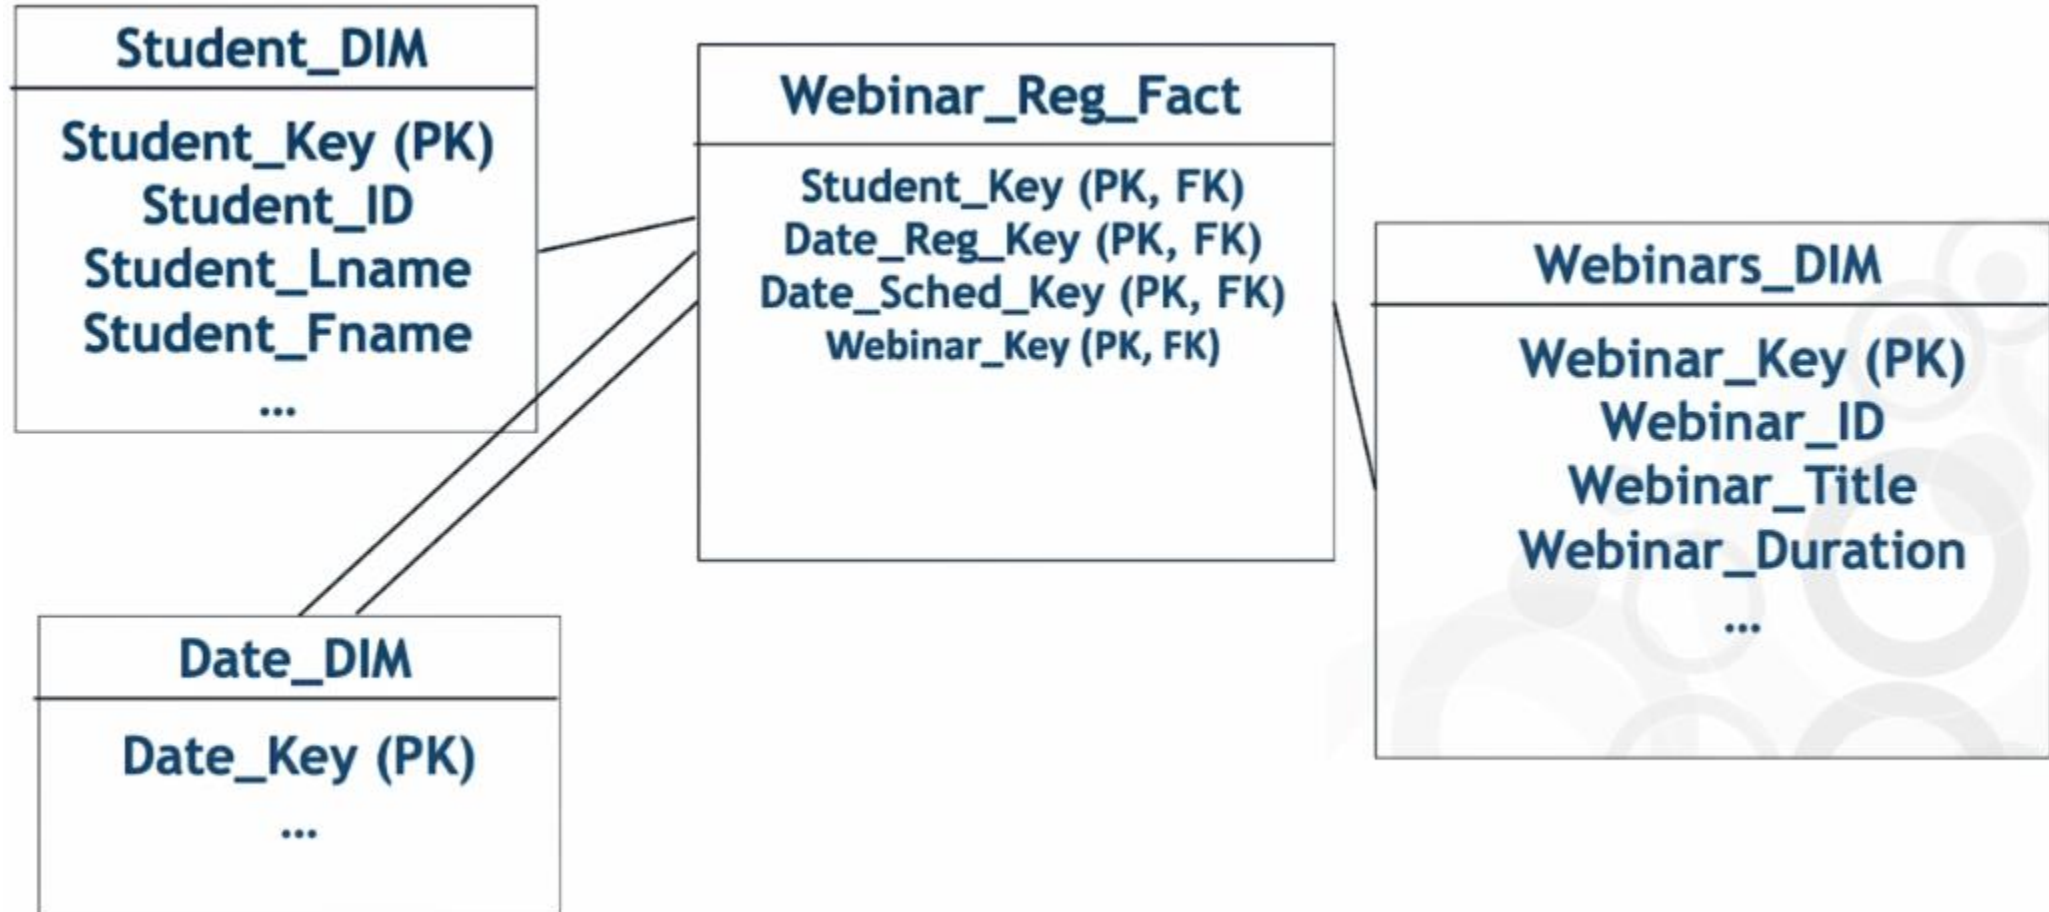 Student_DIM
Student_Key (PK)
Student_ID
Student_Lname
Student_Fname
...
Webinar_Reg_Fact
Student_Key (PK, FK)
Date_Reg_Key (PK, FK)
Date_Sched_Key (PK, FK)
Webinar_Key (PK, FK)
Webinars_DIM
Webinar_Key (PK)
Webinar_ID
Webinar_Title
Webinar_Duration
...
Date_DIM
Date_Key (PK)
...